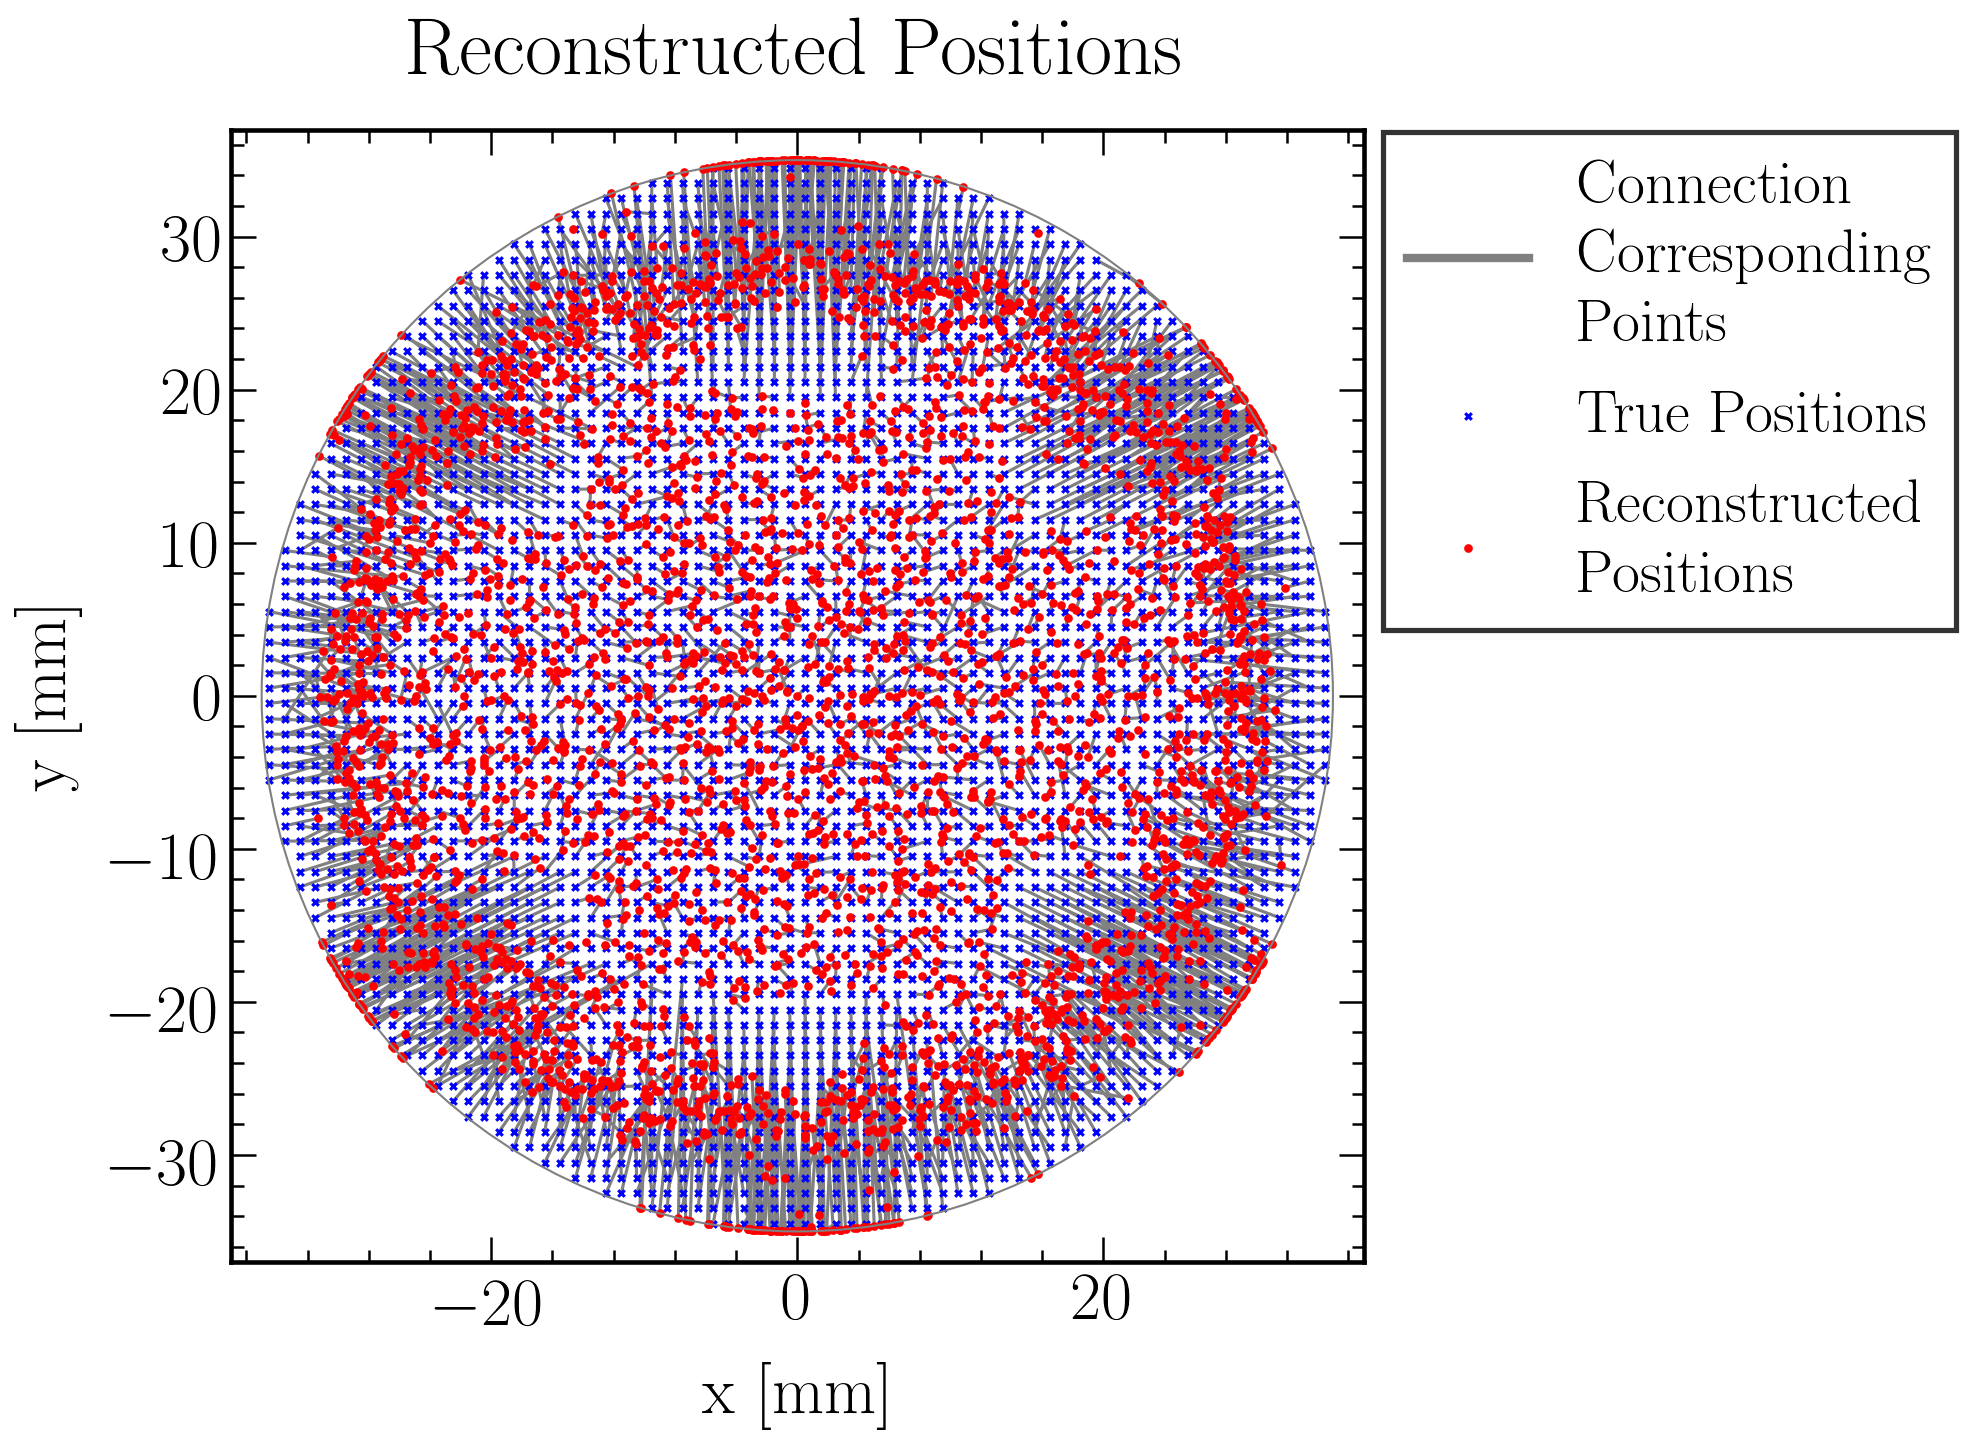 Reconstructed Positions
Connection
Corresponding
Points
True Positions
Reconstructed
Positions
30
20
10
0
−10
−20
−30
y [mm]
−20
0
20
x [mm]